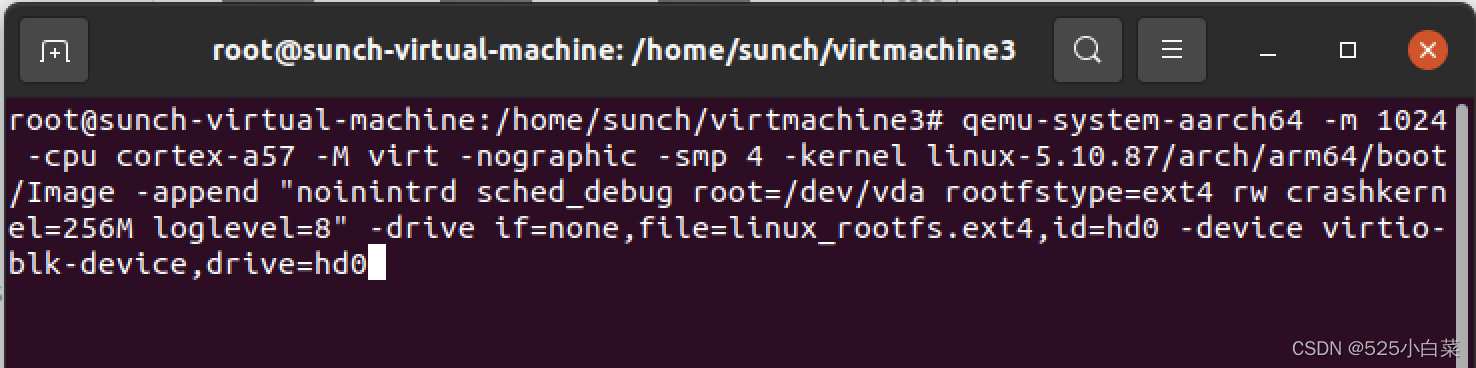 root@sunch-virtual-machine: /home/sunch/virtmachine3
root@sunch-virtual-machine:/home/sunch/virtmachine3# qemu-system-aarch64 -m 1024
 -cpu cortex-a57 -M virt -nographic -smp 4 -kernel linux-5.10.87/arch/arm64/boot
/Image -append "noinintrd sched_debug root=/dev/vda rootfstype=ext4 rw crashkern
el=256M loglevel=8" -drive if=none,file=linux_rootfs.ext4,id=hd0 -device virtio-
blk-device,drive=hd0
CSDN @525小白菜